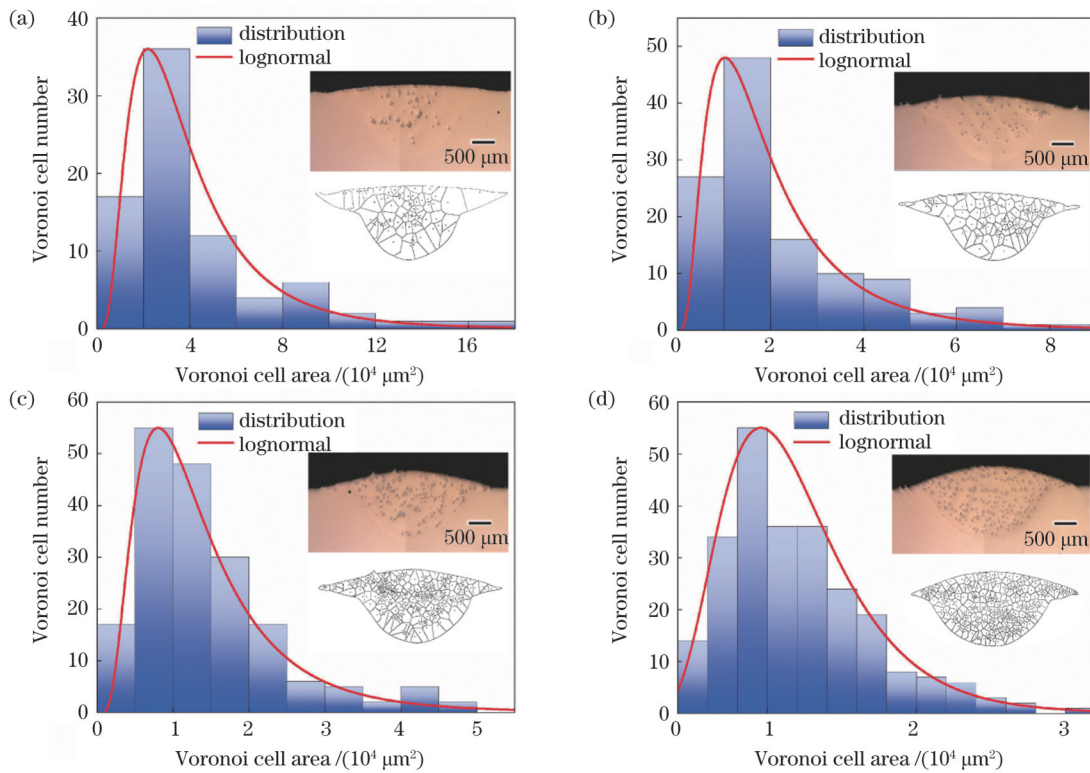 (a)
40
30
20
10
0
Voronoi cell number
distribution
lognormal
500 μm
0 4 8 12 16
Voronoi cell area /(10⁴ μm²)
(b)
50
40
30
20
10
0
Voronoi cell number
distribution
lognormal
500 μm
0 2 4 6 8
Voronoi cell area /(10⁴ μm²)
(c)
60
50
40
30
20
10
0
Voronoi cell number
distribution
lognormal
500 μm
0 1 2 3 4 5
Voronoi cell area /(10⁴ μm²)
(d)
60
50
40
30
20
10
0
Voronoi cell number
distribution
lognormal
500 μm
0 1 2 3
Voronoi cell area /(10⁴ μm²)